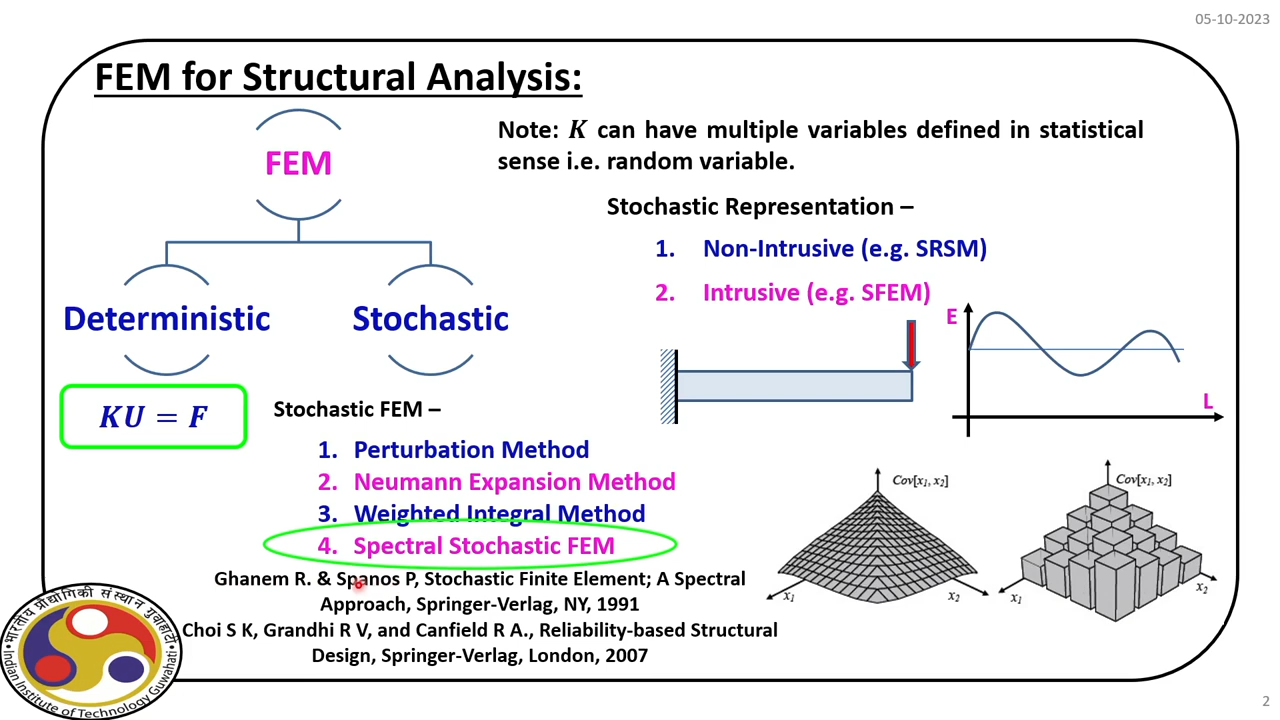 05-10-2023
FEM for Structural Analysis:
FEM
Deterministic
Stochastic
KU = F
Note: K can have multiple variables defined in statistical
sense i.e. random variable.
Stochastic Representation –
1. Non-Intrusive (e.g. SRSM)
2. Intrusive (e.g. SFEM)
E
L
Stochastic FEM –
1. Perturbation Method
2. Neumann Expansion Method
3. Weighted Integral Method
4. Spectral Stochastic FEM
Cov[x₁, x₂]
x₁
x₂
Cov[x₁, x₂]
x₁
x₂
Ghanem R. & Spanos P, Stochastic Finite Element; A Spectral
Approach, Springer-Verlag, NY, 1991
Choi S K, Grandhi R V, and Canfield R A., Reliability-based Structural
Design, Springer-Verlag, London, 2007
भारतीय प्रौद्योगिकी संस्थान गुवाहाटी
Indian Institute of Technology Guwahati
2